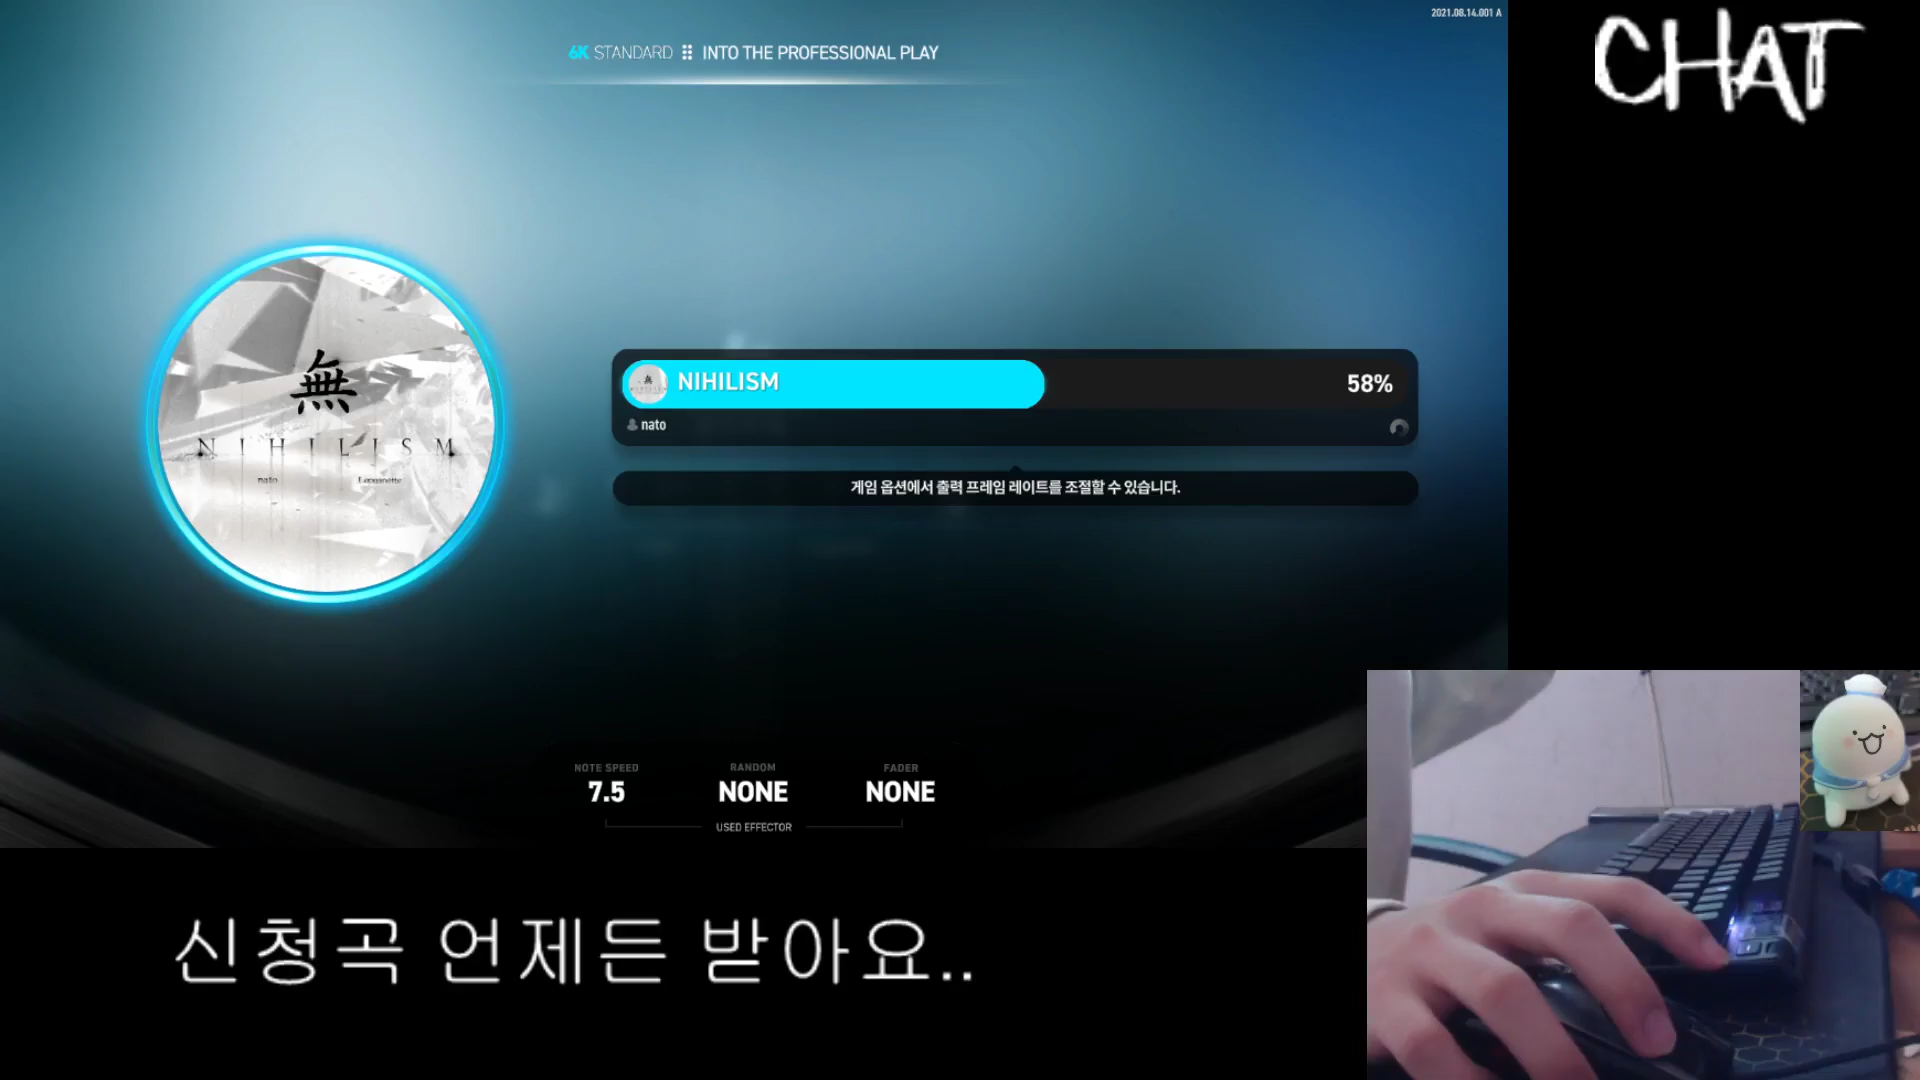 2021.08.14.001 A
CHAT
6K STANDARD INTO THE PROFESSIONAL PLAY
無
NIHILISM
nato
NIHILISM
58%
nato
게임 옵션에서 출력 프레임 레이트를 조절할 수 있습니다.
NOTE SPEED
7.5
RANDOM
NONE
FADER
NONE
USED EFFECTOR
신청곡 언제든 받아요..